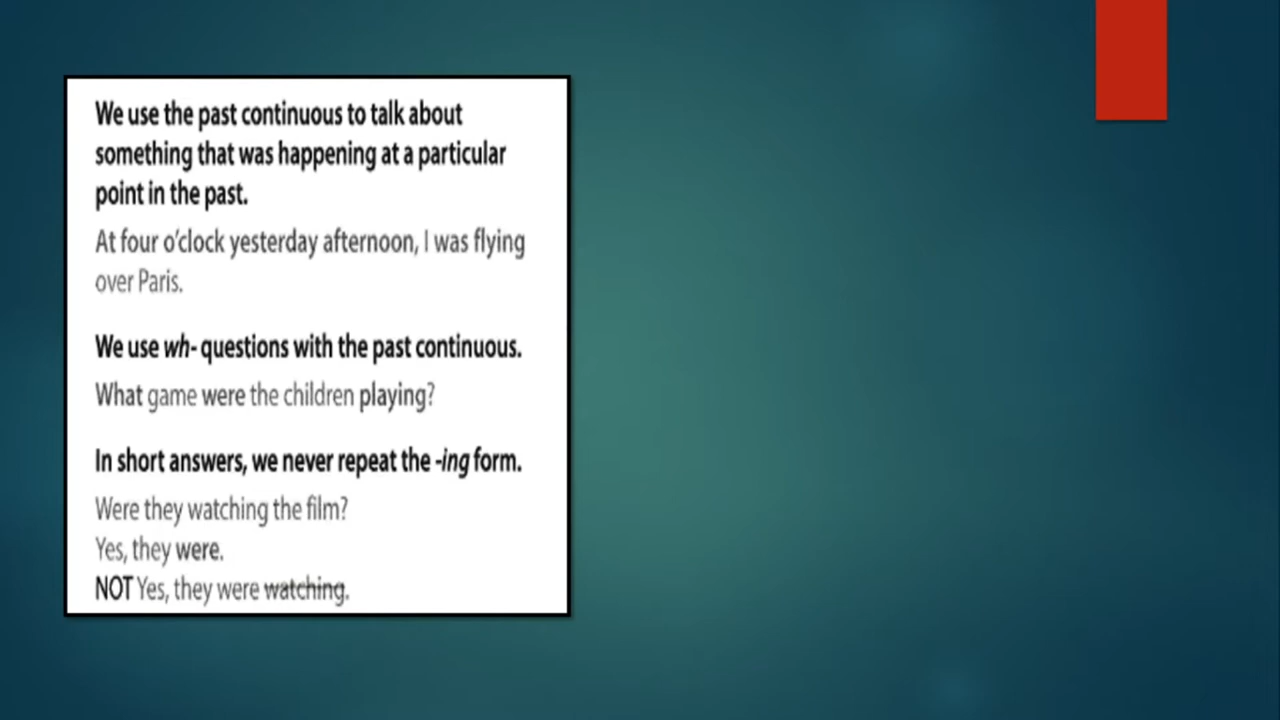 We use the past continuous to talk about
something that was happening at a particular
point in the past.
At four o'clock yesterday afternoon, I was flying
over Paris.
We use wh- questions with the past continuous.
What game were the children playing?
In short answers, we never repeat the -ing form.
Were they watching the film?
Yes, they were.
NOT Yes, they were watching.